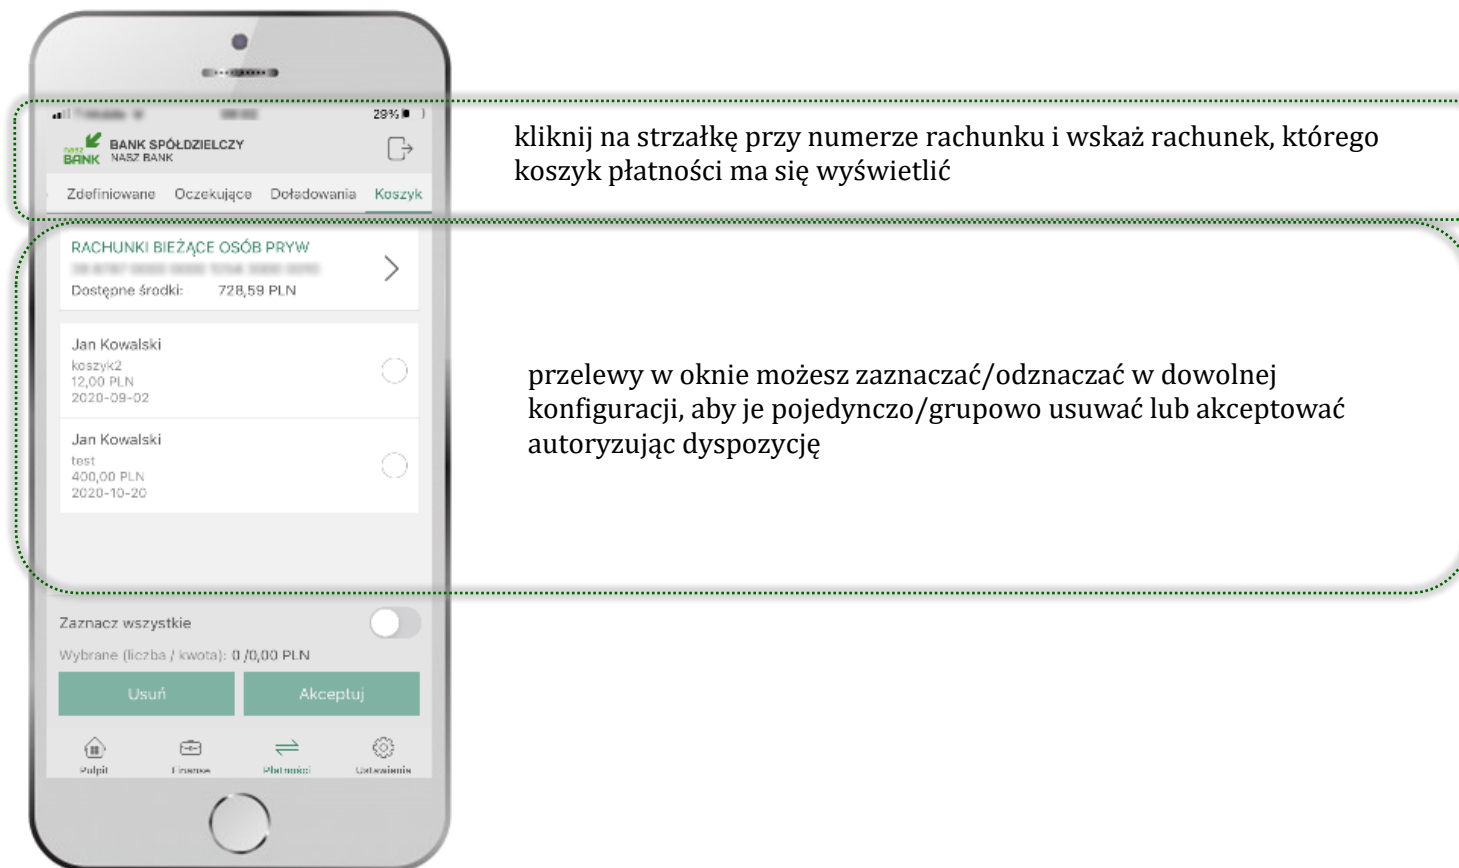 29%
nasz BANK BANK SPÓŁDZIELCZY
NASZ BANK
Zdefiniowane Oczekujące Doładowania Koszyk
kliknij na strzałkę przy numerze rachunku i wskaż rachunek, którego
koszyk płatności ma się wyświetlić
RACHUNKI BIEŻĄCE OSÓB PRYW
Dostępne środki: 728,59 PLN
Jan Kowalski
koszyk2
12,00 PLN
2020-09-02
Jan Kowalski
test
400,00 PLN
2020-10-20
przelewy w oknie możesz zaznaczać/odznaczać w dowolnej
konfiguracji, aby je pojedynczo/grupowo usuwać lub akceptować
autoryzując dyspozycję
Zaznacz wszystkie
Wybrane (liczba / kwota): 0 /0,00 PLN
Usuń Akceptuj
Pulpit Finanse Płatności Ustawienia